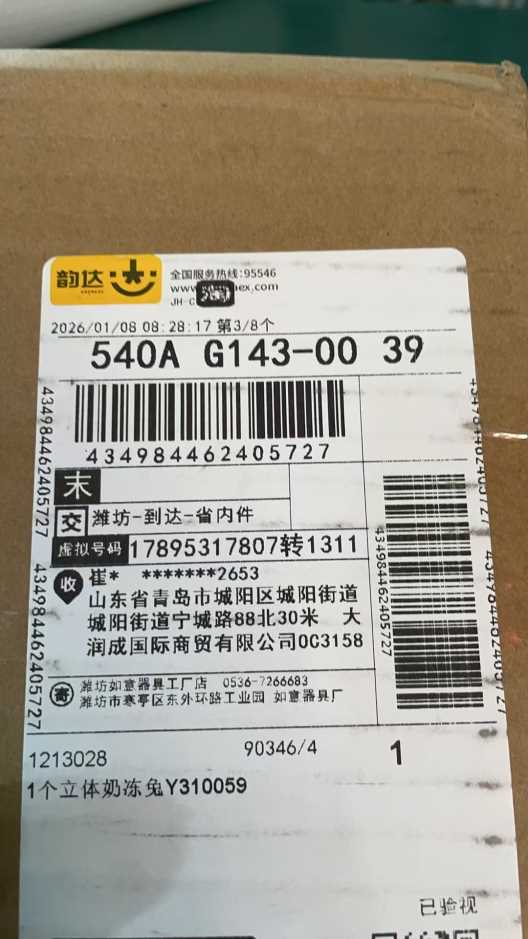 韵达
全国服务热线:95546
2026/01/08 08:28:17 第3/8个
540A G143-00 39
434984462405727
末
交 潍坊-到达-省内件
虚拟号码 17895317807转1311
收 崔* *******2653
山东省青岛市城阳区城阳街道
城阳街道宁城路88北30米 大
润成国际商贸有限公司0C3158
寄 潍坊如意器具工厂店 0536-7266683
潍坊市寒亭区东外环路工业园 如意器具厂
434984462405727
434984462405727
434984462405727
1213028 90346/4 1
1个立体奶冻兔Y310059
已验视